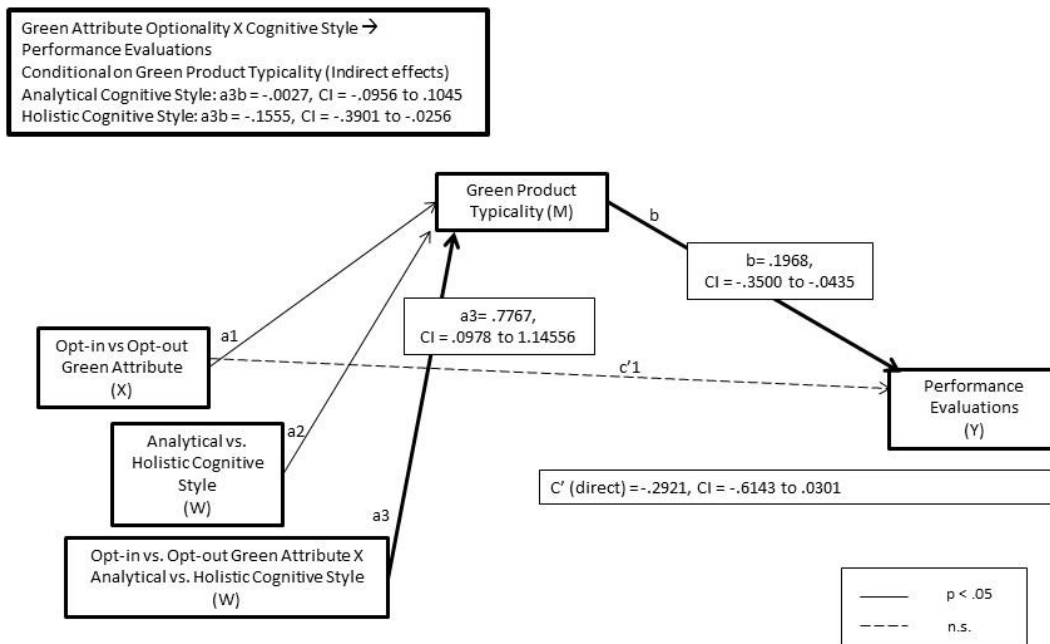 Green Attribute Optionality X Cognitive Style →
Performance Evaluations
Conditional on Green Product Typicality (Indirect effects)
Analytical Cognitive Style: a3b = -.0027, CI = -.0956 to .1045
Holistic Cognitive Style: a3b = -.1555, CI = -.3901 to -.0256
Green Product
Typicality (M)
b
b= .1968,
CI = -.3500 to -.0435
a3= .7767,
CI = .0978 to 1.14556
a1
Opt-in vs Opt-out
Green Attribute
(X)
c'1
Performance
Evaluations
(Y)
a2
Analytical vs.
Holistic Cognitive
Style
(W)
C' (direct) =-.2921, CI = -.6143 to .0301
a3
Opt-in vs. Opt-out Green Attribute X
Analytical vs. Holistic Cognitive Style
(W)
p < .05
n.s.